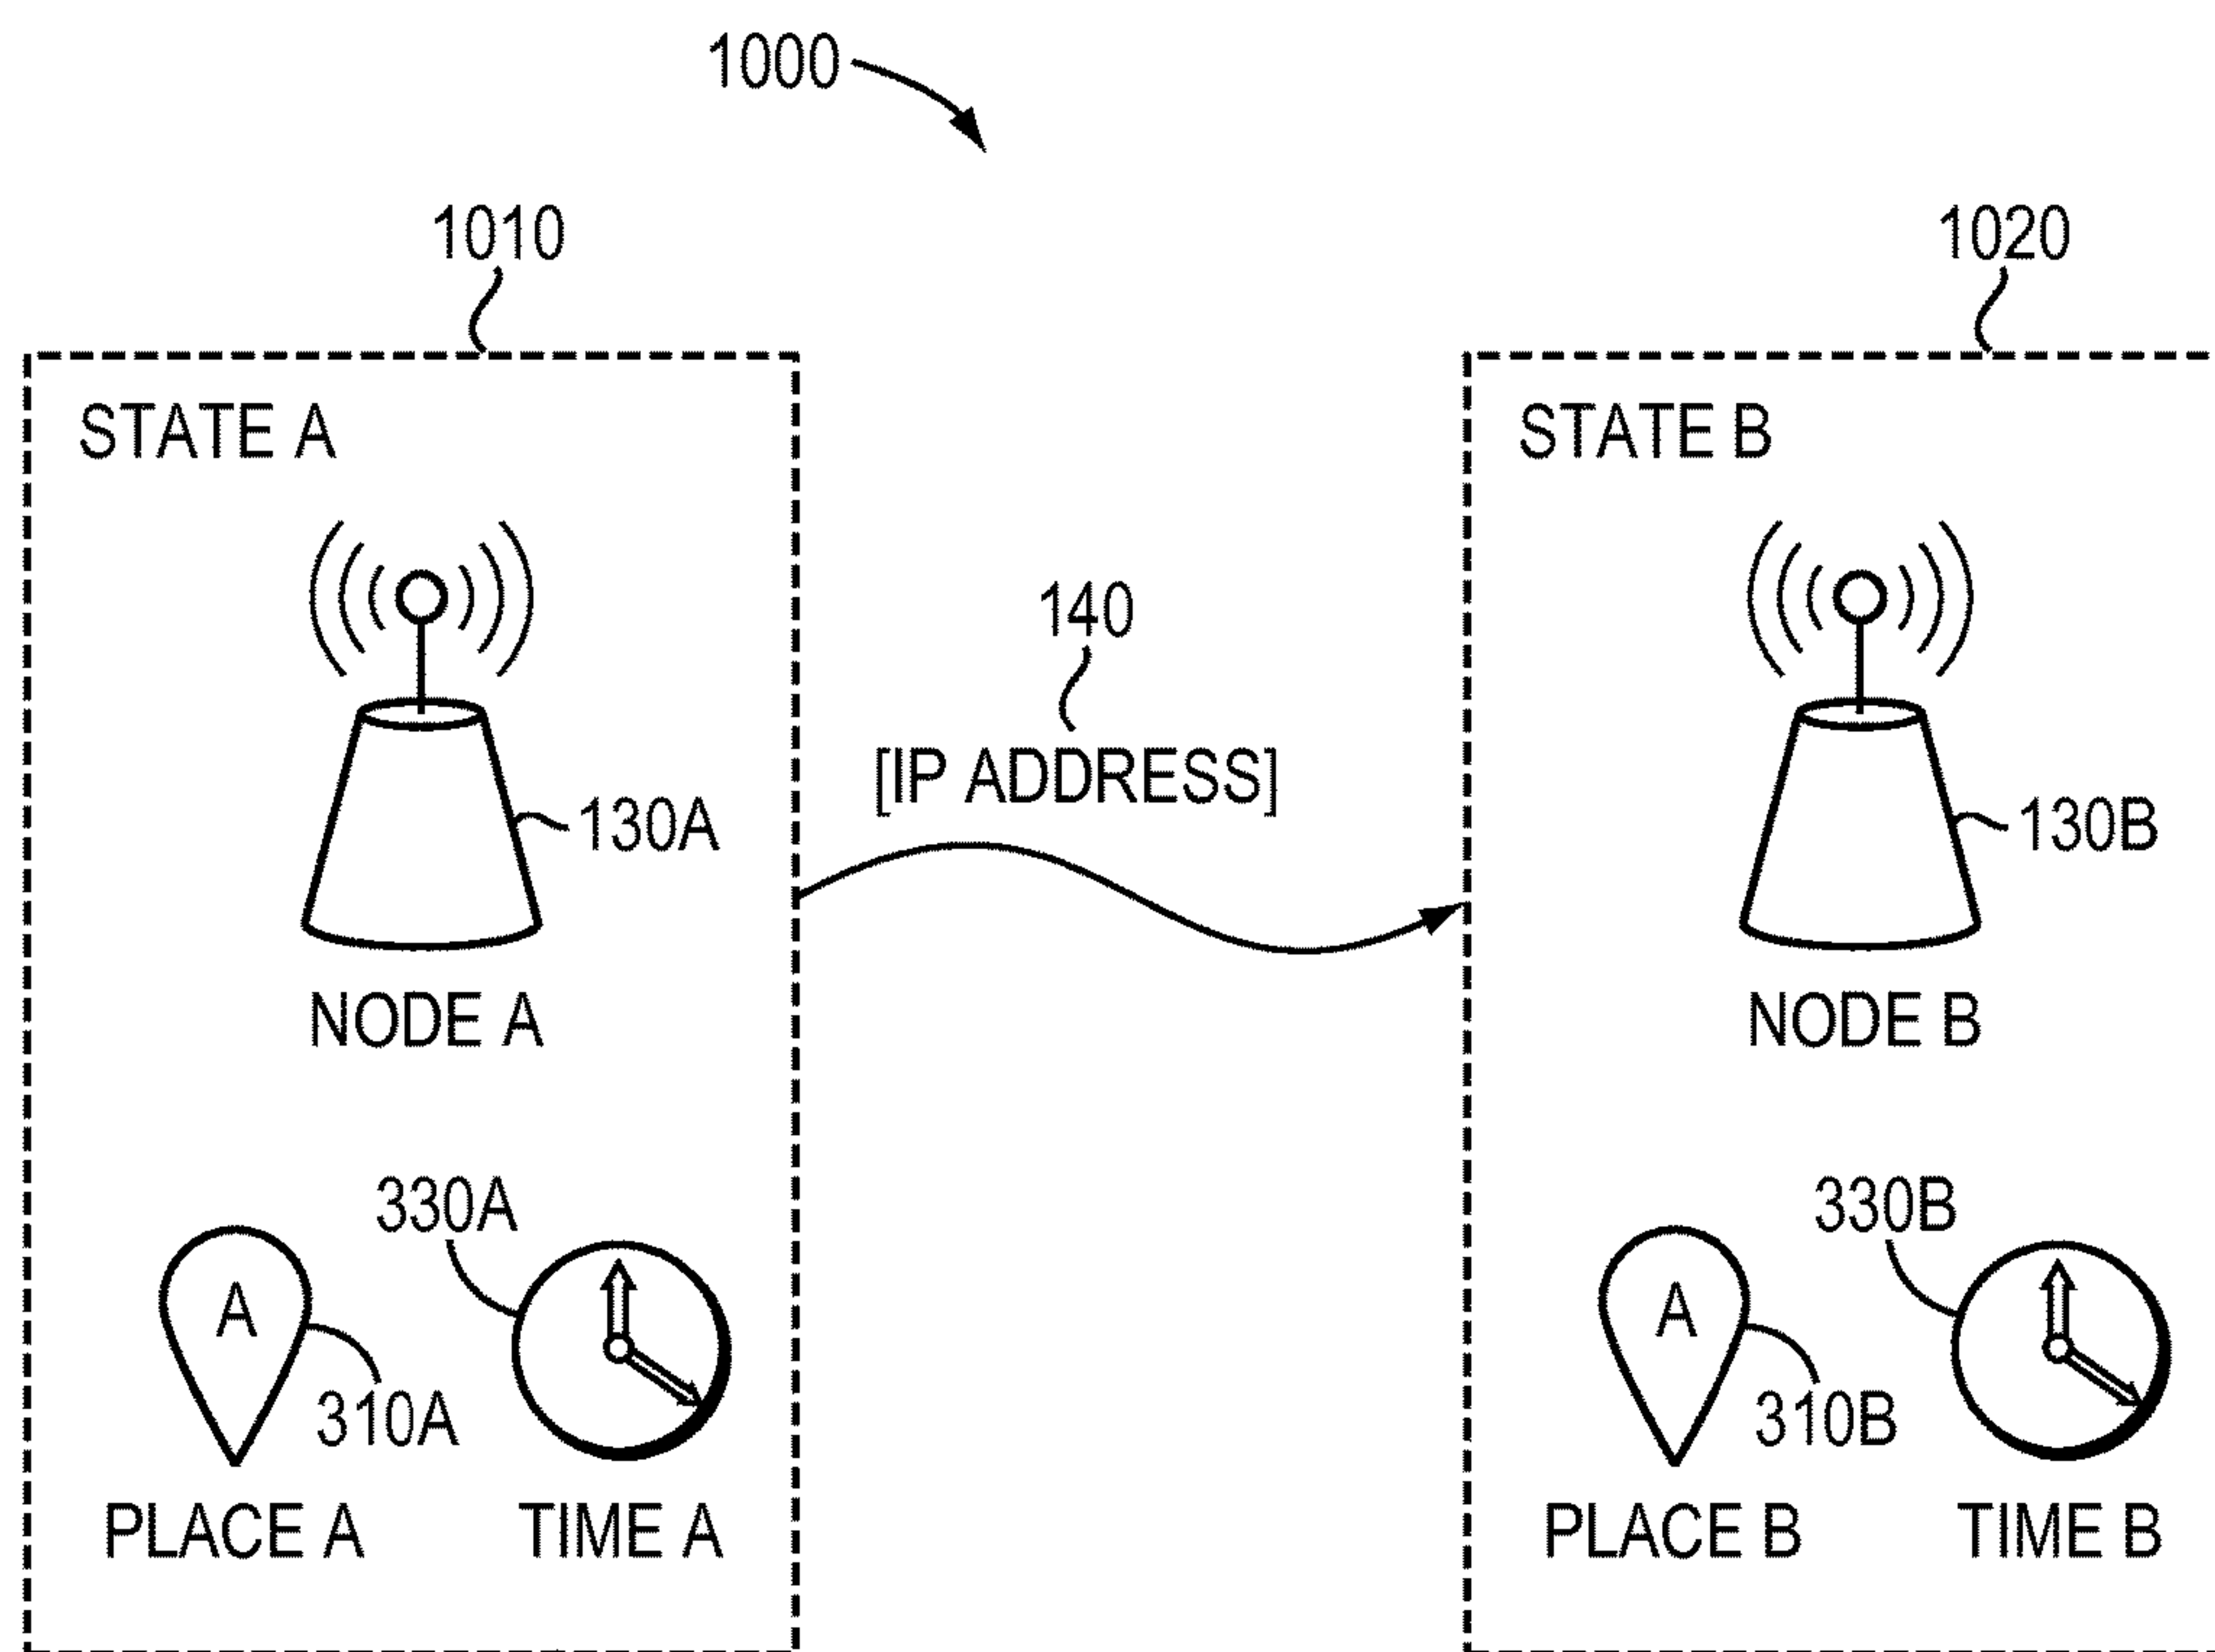 1000
1010
1020
STATE A
STATE B
140
[IP ADDRESS]
130A
130B
NODE A
NODE B
330A
330B
A
A
310A
310B
PLACE A
TIME A
PLACE B
TIME B